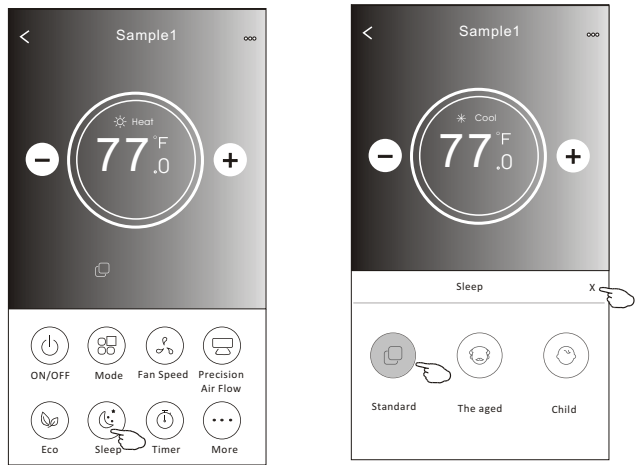 Sample1
Heat
77.0°F
ON/OFF Mode Fan Speed Precision Air Flow
Eco Sleep Timer More
Sample1
Cool
77.0°F
Sleep X
Standard The aged Child